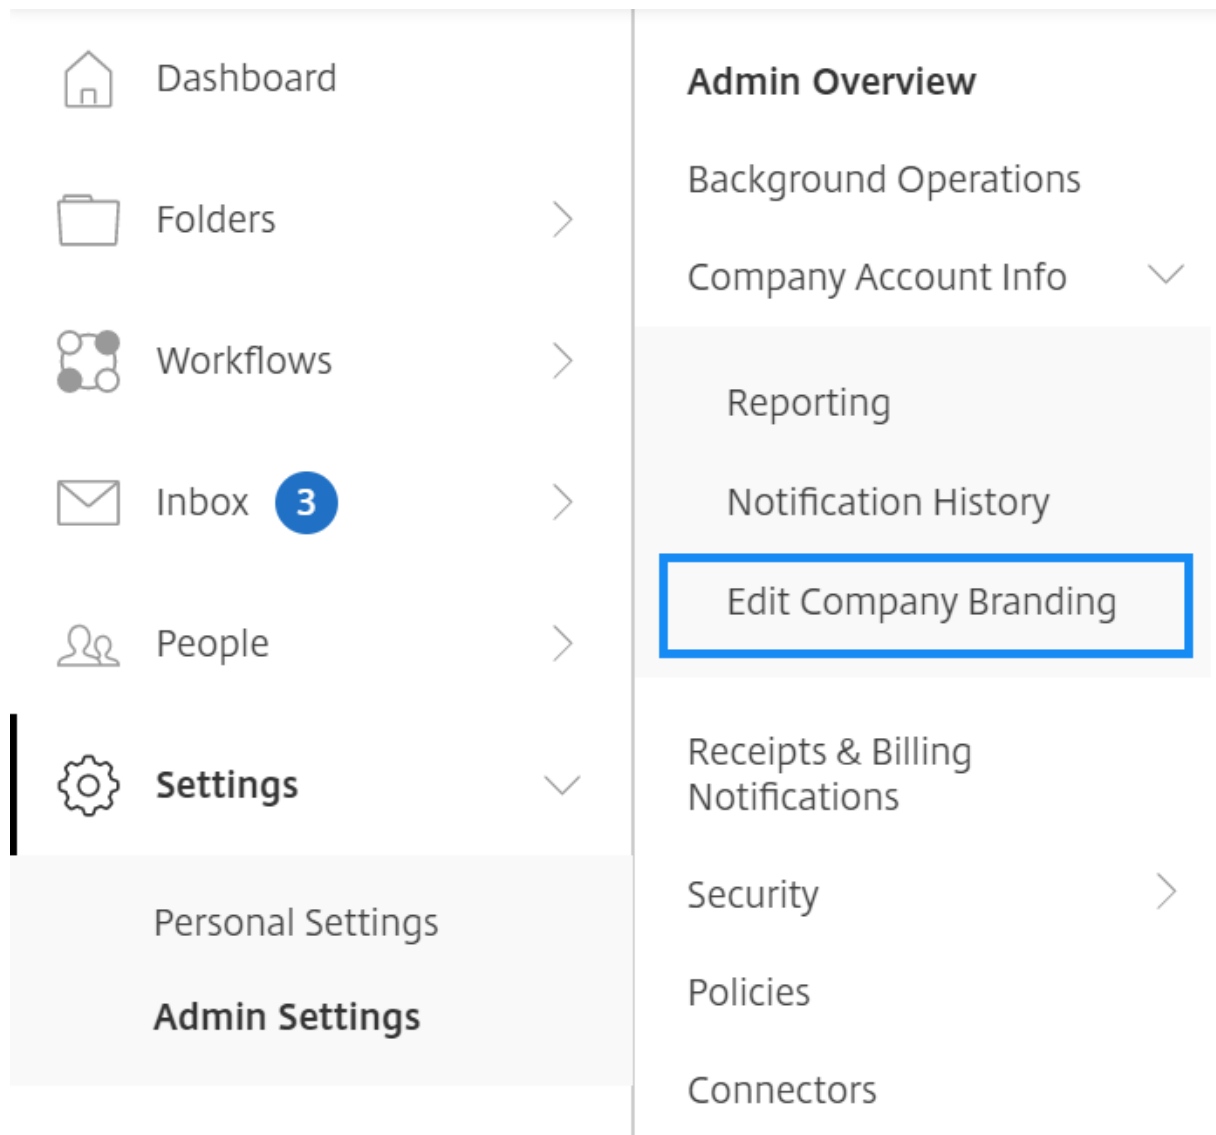 Dashboard
Folders
Workflows
Inbox 3
People
Settings
Personal Settings
Admin Settings
Admin Overview
Background Operations
Company Account Info
Reporting
Notification History
Edit Company Branding
Receipts & Billing
Notifications
Security
Policies
Connectors